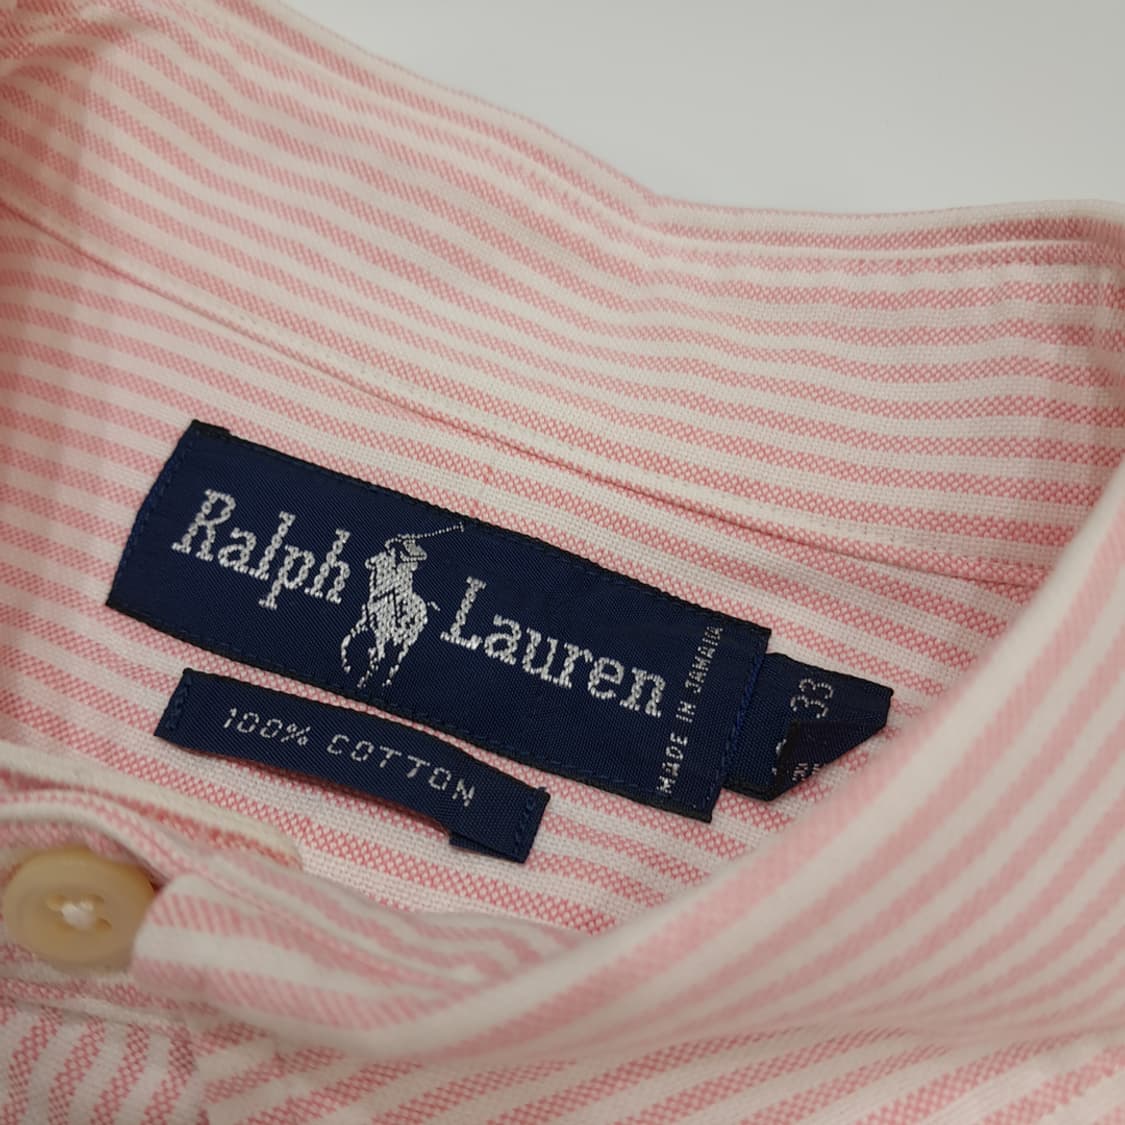 Ralph Lauren
MADE IN JAMAICA
33
100% COTTON